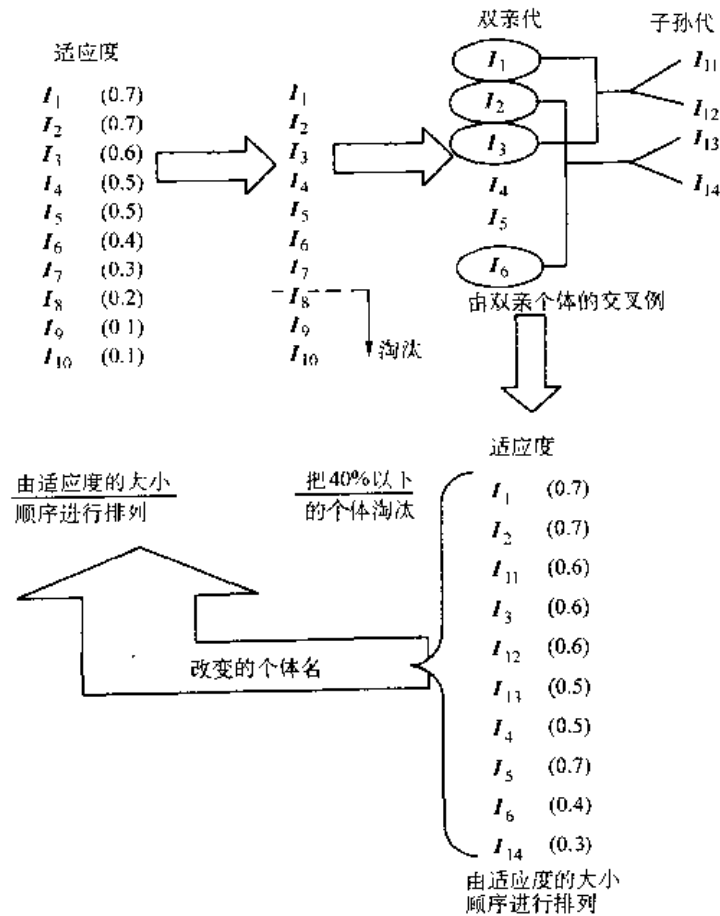 适应度
I₁ (0.7)
I₂ (0.7)
I₃ (0.6)
I₄ (0.5)
I₅ (0.5)
I₆ (0.4)
I₇ (0.3)
I₈ (0.2)
I₉ (0.1)
I₁₀ (0.1)
由适应度的大小
顺序进行排列
I₁
I₂
I₃
I₄
I₅
I₆
I₇
I₈
I₉
I₁₀
淘汰
把40%以下
的个体淘汰
双亲代
I₁
I₂
I₃
I₄
I₅
I₆
子孙代
I₁₁
I₁₂
I₁₃
I₁₄
由双亲个体的交叉例
适应度
I₁ (0.7)
I₂ (0.7)
I₁₁ (0.6)
I₃ (0.6)
I₁₂ (0.6)
I₁₃ (0.5)
I₄ (0.5)
I₅ (0.7)
I₆ (0.4)
I₁₄ (0.3)
由适应度的大小
顺序进行排列
改变的个体名